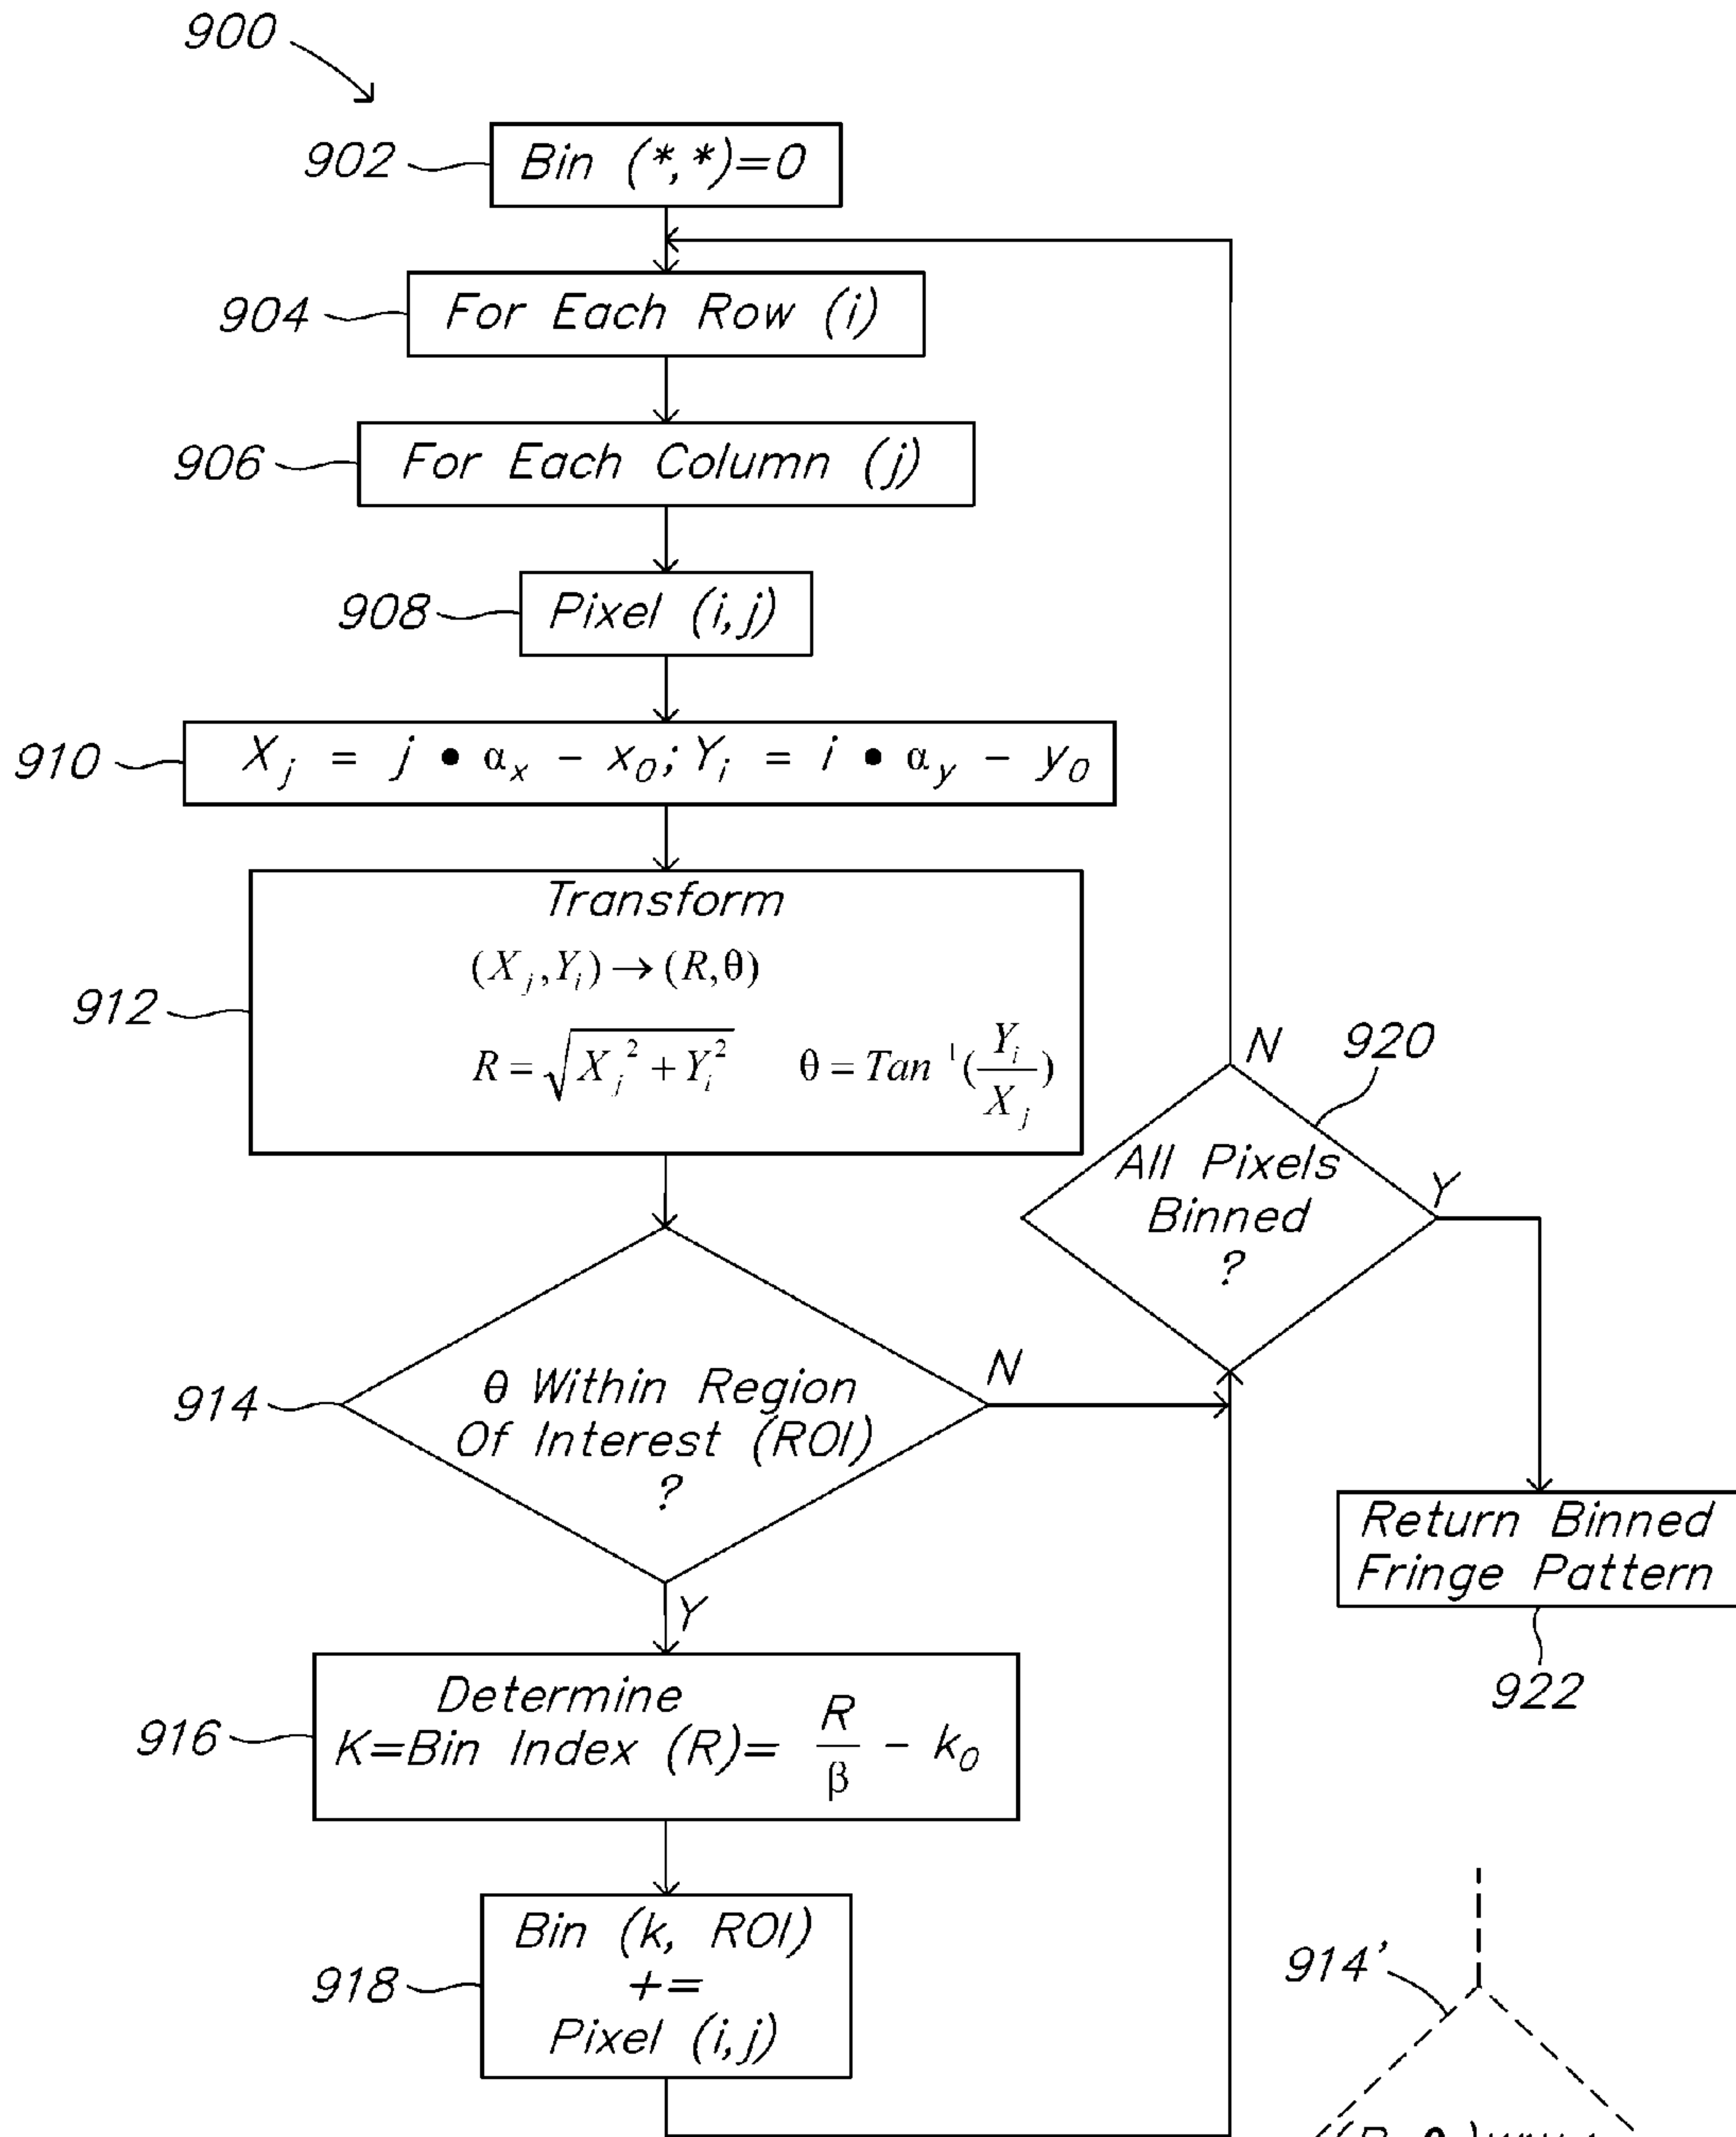 900
902
Bin (*,*)=0
904
For Each Row (i)
906
For Each Column (j)
908
Pixel (i,j)
910
X_j = j • α_x − x_0; Y_i = i • α_y − y_0
912
Transform
(X_j, Y_i) → (R, θ)
R = √(X_j² + Y_i²) θ = Tan ¹(Y_i / X_j)
N
920
All Pixels
Binned
?
Y
914
θ Within Region
Of Interest (ROI)
?
N
Y
Return Binned
Fringe Pattern
922
916
Determine
K=Bin Index (R)= R/β − k_0
918
Bin (k, ROI)
+=
Pixel (i,j)
914'